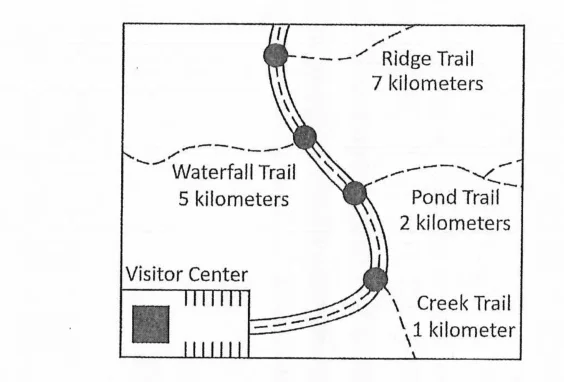 Ridge Trail
7 kilometers
Waterfall Trail
5 kilometers
Pond Trail
2 kilometers
Visitor Center
Creek Trail
1 kilometer